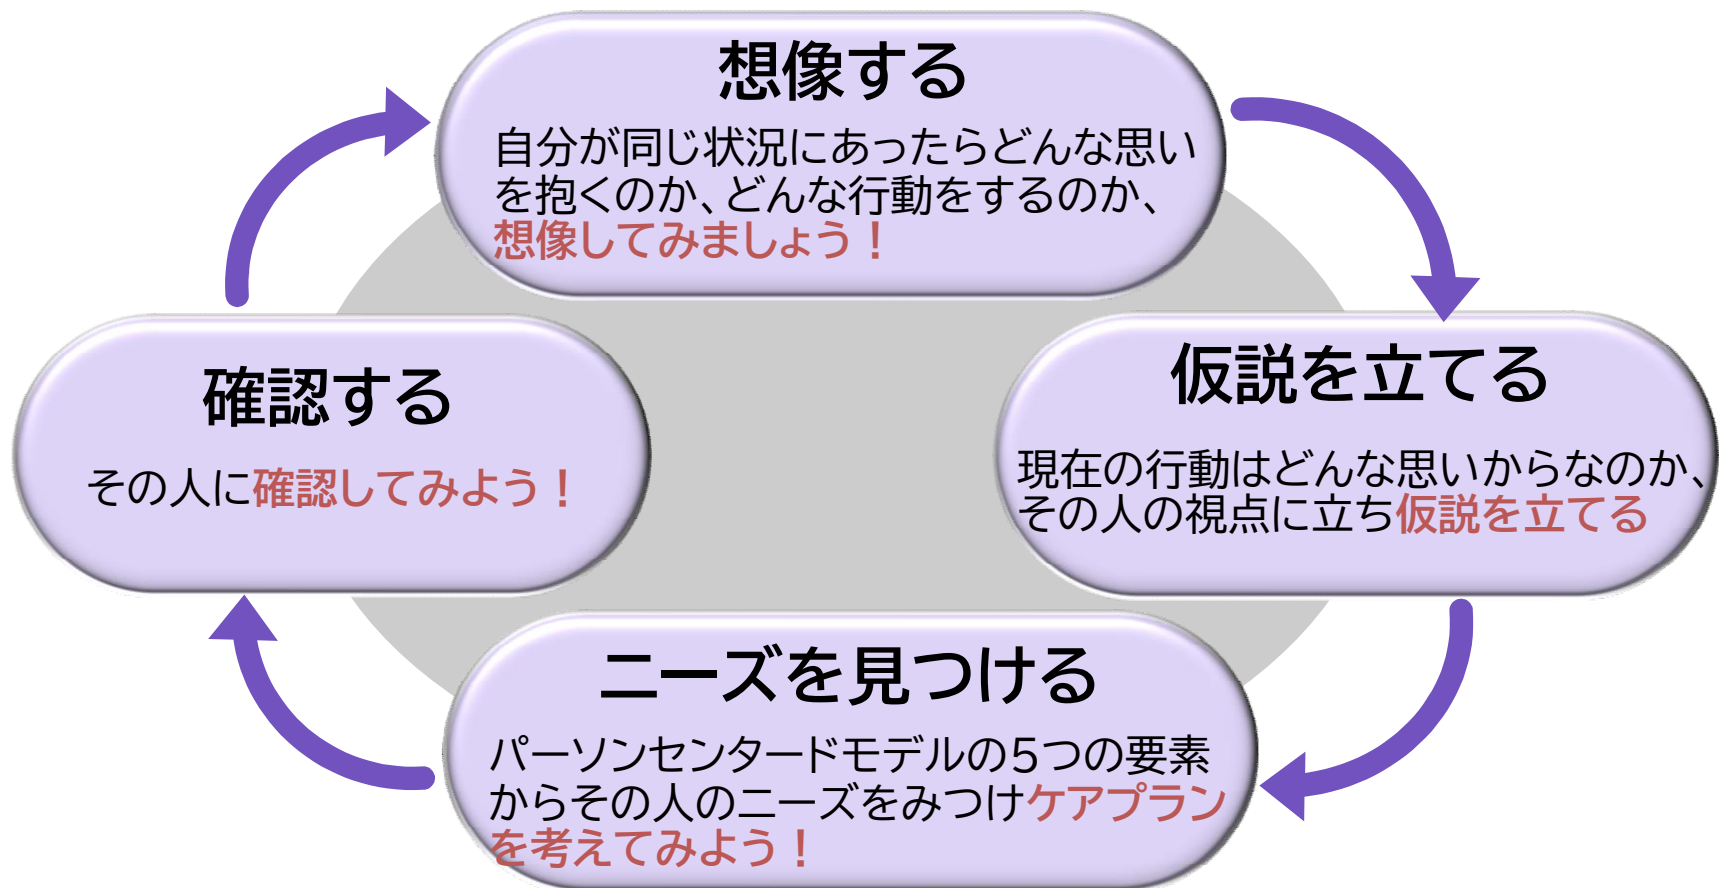 想像する
自分が同じ状況にあったらどんな思い
を抱くのか、どんな行動をするのか、
想像してみましょう！
仮説を立てる
現在の行動はどんな思いからなのか、
その人の視点に立ち仮説を立てる
ニーズを見つける
パーソンセンタードモデルの5つの要素
からその人のニーズをみつけケアプラン
を考えてみよう！
確認する
その人に確認してみよう！